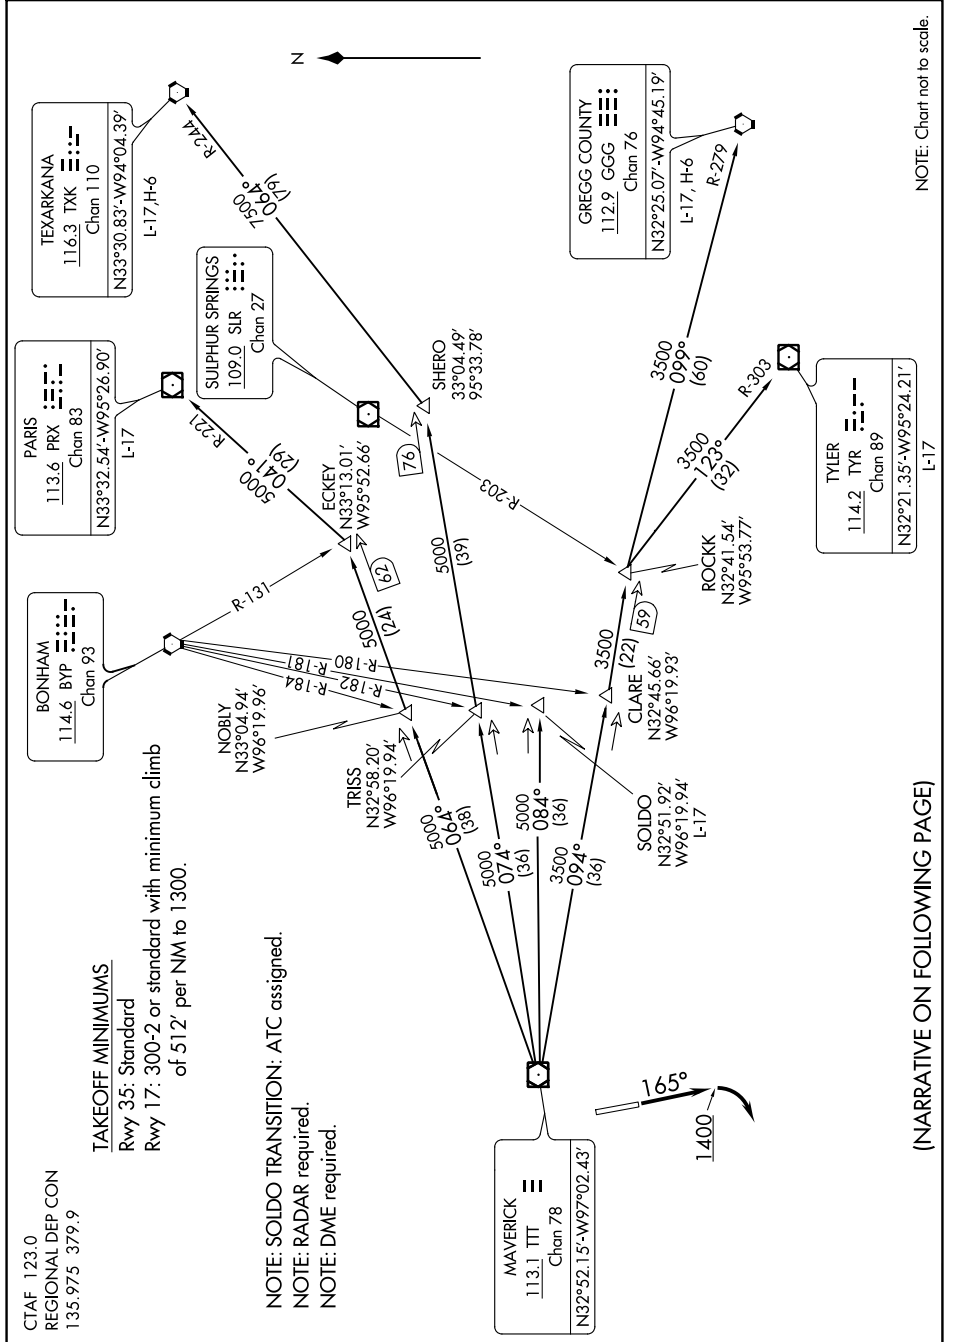 CTAF 123.0
REGIONAL DEP CON
135.975 379.9
TAKEOFF MINIMUMS
Rwy 35: Standard
Rwy 17: 300-2 or standard with minimum climb
of 512' per NM to 1300.
NOTE: SOLDO TRANSITION: ATC assigned.
NOTE: RADAR required.
NOTE: DME required.
BONHAM
114.6 BYP
Chan 93
PARIS
113.6 PRX
Chan 83
N33°32.54'-W95°26.90'
L-17
TEXARKANA
116.3 TXK
Chan 110
N33°30.83'-W94°04.39'
L-17,H-6
SULPHUR SPRINGS
109.0 SLR
Chan 27
N
R-244
7500
064°
(79)
R-221
5000
041°
(29)
R-131
R-181
R-180
R-184
R-182
R-203
ECKEY
N33°13.01'
W95°52.66'
62
5000
(24)
SHERO
33°04.49'
95°33.78'
76
5000
(39)
NOBLY
N33°04.94'
W96°19.96'
TRISS
N32°58.20'
W96°19.94'
SOLDO
N32°51.92'
W96°19.94'
L-17
CLARE
N32°45.66'
W96°19.93'
3500
(22)
59
ROCKK
N32°41.54'
W95°53.77'
5000
064°
(38)
5000
074°
(36)
5000
084°
(36)
3500
094°
(36)
3500
099°
(60)
R-279
3500
123°
(32)
R-303
GREGG COUNTY
112.9 GGG
Chan 76
N32°25.07'-W94°45.19'
L-17, H-6
TYLER
114.2 TYR
Chan 89
N32°21.35'-W95°24.21'
L-17
MAVERICK
113.1 TTT
Chan 78
N32°52.15'-W97°02.43'
165°
1400
(NARRATIVE ON FOLLOWING PAGE)
NOTE: Chart not to scale.